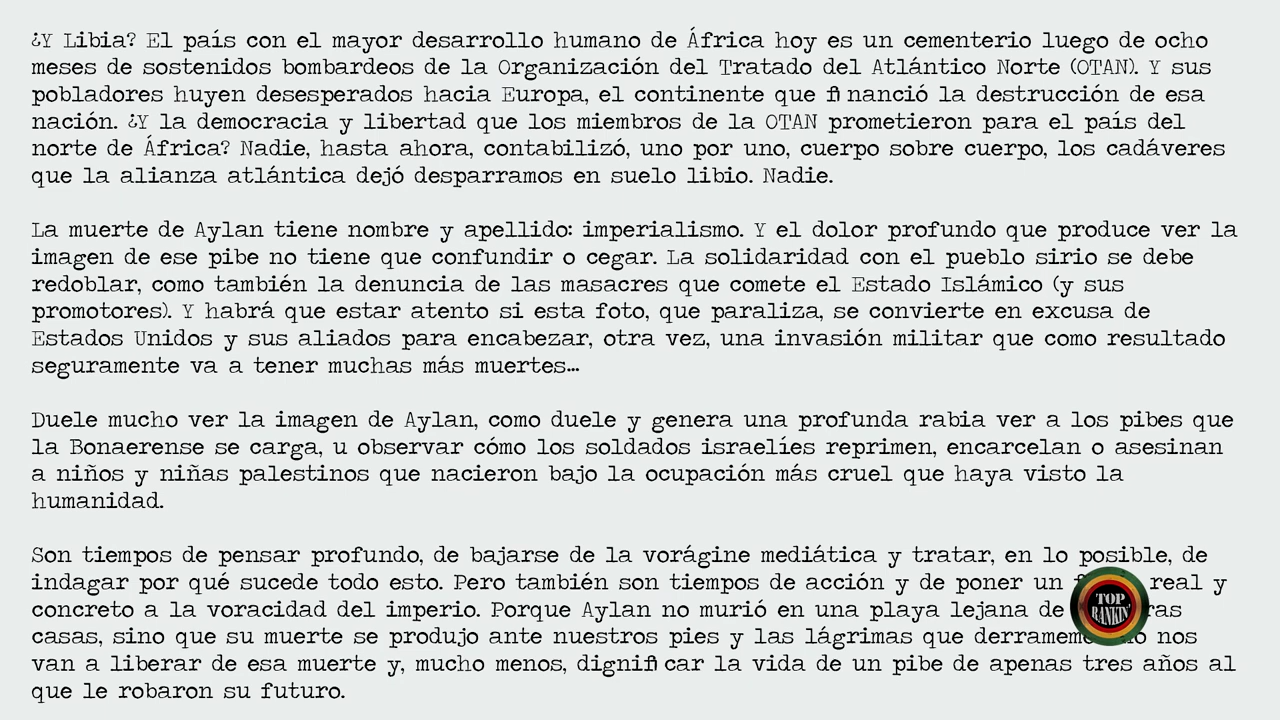 ¿Y Libia? El país con el mayor desarrollo humano de África hoy es un cementerio luego de ocho
meses de sostenidos bombardeos de la Organización del Tratado del Atlántico Norte (OTAN). Y sus
pobladores huyen desesperados hacia Europa, el continente que fi nanció la destrucción de esa
nación. ¿Y la democracia y libertad que los miembros de la OTAN prometieron para el país del
norte de África? Nadie, hasta ahora, contabilizó, uno por uno, cuerpo sobre cuerpo, los cadáveres
que la alianza atlántica dejó desparramos en suelo libio. Nadie.
La muerte de Aylan tiene nombre y apellido: imperialismo. Y el dolor profundo que produce ver la
imagen de ese pibe no tiene que confundir o cegar. La solidaridad con el pueblo sirio se debe
redoblar, como también la denuncia de las masacres que comete el Estado Islámico (y sus
promotores). Y habrá que estar atento si esta foto, que paraliza, se convierte en excusa de
Estados Unidos y sus aliados para encabezar, otra vez, una invasión militar que como resultado
seguramente va a tener muchas más muertes…
Duele mucho ver la imagen de Aylan, como duele y genera una profunda rabia ver a los pibes que
la Bonaerense se carga, u observar cómo los soldados israelíes reprimen, encarcelan o asesinan
a niños y niñas palestinos que nacieron bajo la ocupación más cruel que haya visto la
humanidad.
Son tiempos de pensar profundo, de bajarse de la vorágine mediática y tratar, en lo posible, de
indagar por qué sucede todo esto. Pero también son tiempos de acción y de poner un real y
concreto a la voracidad del imperio. Porque Aylan no murió en una playa lejana de
casas, sino que su muerte se produjo ante nuestros pies y las lágrimas que nos
van a liberar de esa muerte y, mucho menos, dignifi car la vida de un pibe de apenas tres años al
que le robaron su futuro.
TOP
RANKIN'